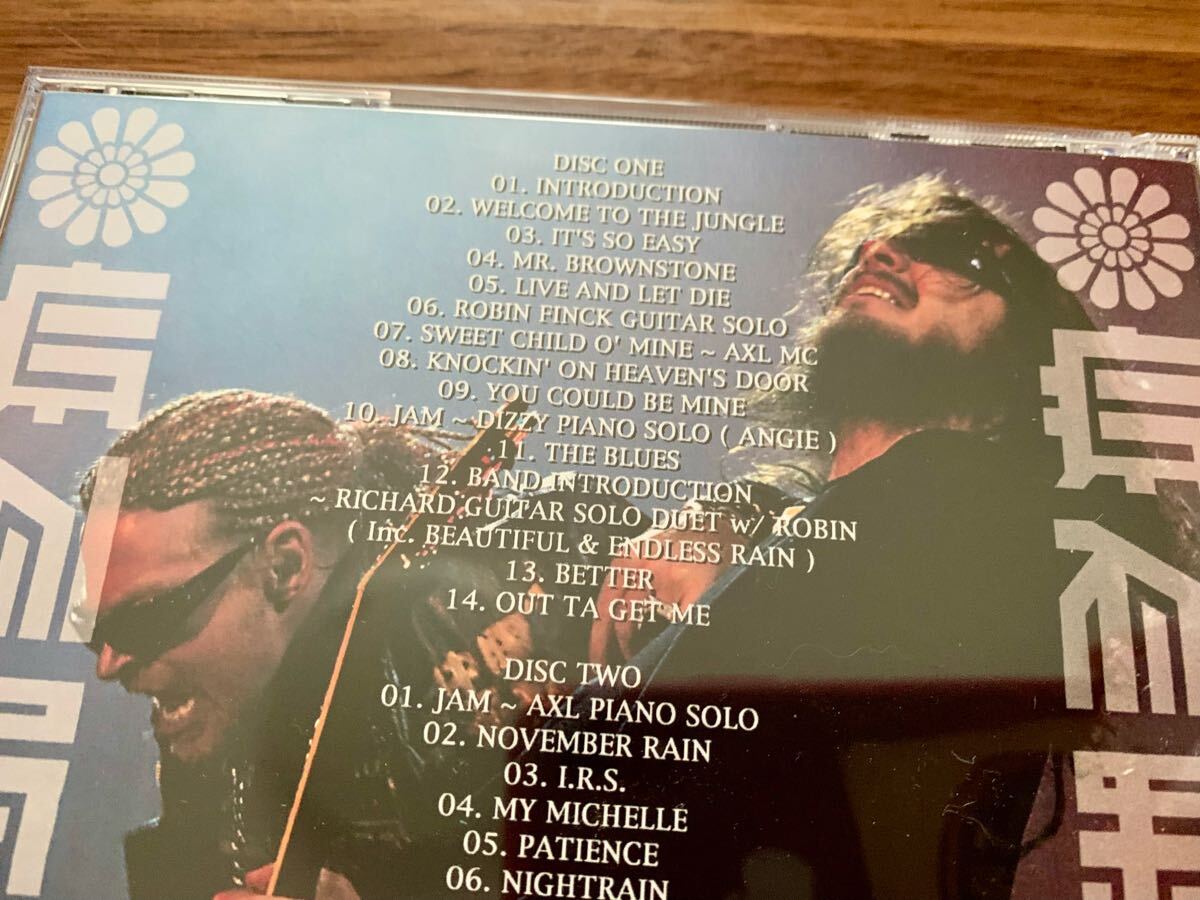 DISC ONE
01. INTRODUCTION
02. WELCOME TO THE JUNGLE
03. IT'S SO EASY
04. MR. BROWNSTONE
05. LIVE AND LET DIE
06. ROBIN FINCK GUITAR SOLO
07. SWEET CHILD O' MINE ~ AXL MC
08. KNOCKIN' ON HEAVEN'S DOOR
09. YOU COULD BE MINE
10. JAM ~ DIZZY PIANO SOLO ( ANGIE )
11. THE BLUES
12. BAND INTRODUCTION
~ RICHARD GUITAR SOLO DUET w/ ROBIN
( Inc. BEAUTIFUL & ENDLESS RAIN )
13. BETTER
14. OUT TA GET ME
DISC TWO
01. JAM ~ AXL PIANO SOLO
02. NOVEMBER RAIN
03. I.R.S.
04. MY MICHELLE
05. PATIENCE
06. NIGHTRAIN